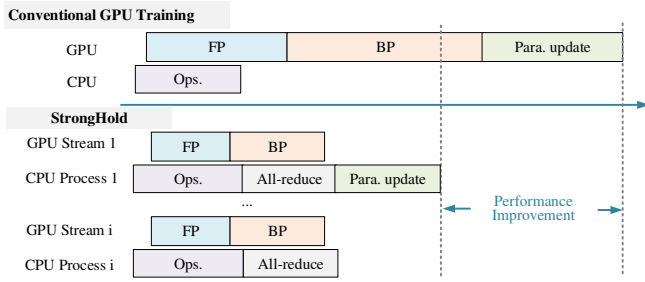 Conventional GPU Training
GPU FP BP Para. update
CPU Ops.
StrongHold
GPU Stream 1 FP BP
CPU Process 1 Ops. All-reduce Para. update
...
Performance
Improvement
GPU Stream i FP BP
CPU Process i Ops. All-reduce